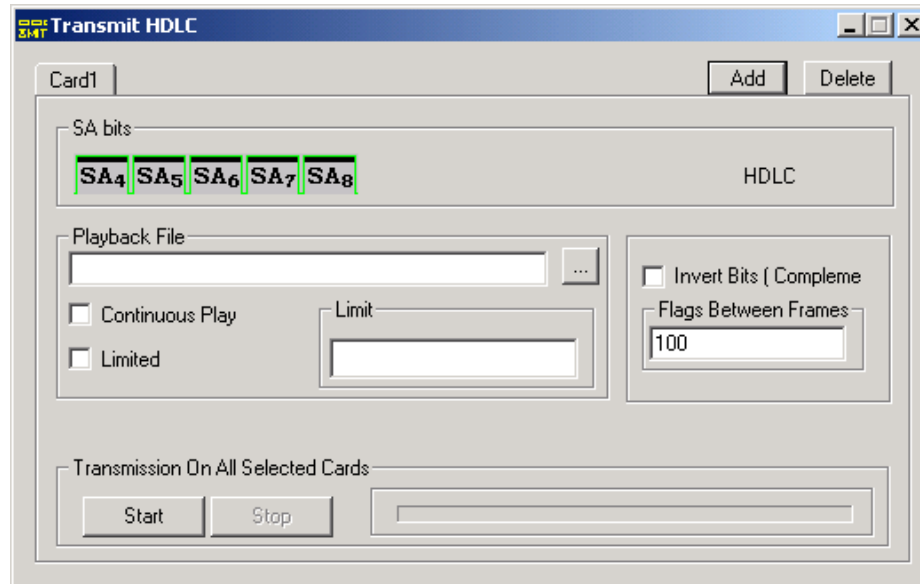 Transmit HDLC
Card1 Add Delete
SA bits
SA4 SA5 SA6 SA7 SA8 HDLC
Playback File
...
Invert Bits ( Compleme
Continuous Play
Limit
Flags Between Frames
100
Limited
Transmission On All Selected Cards
Start Stop